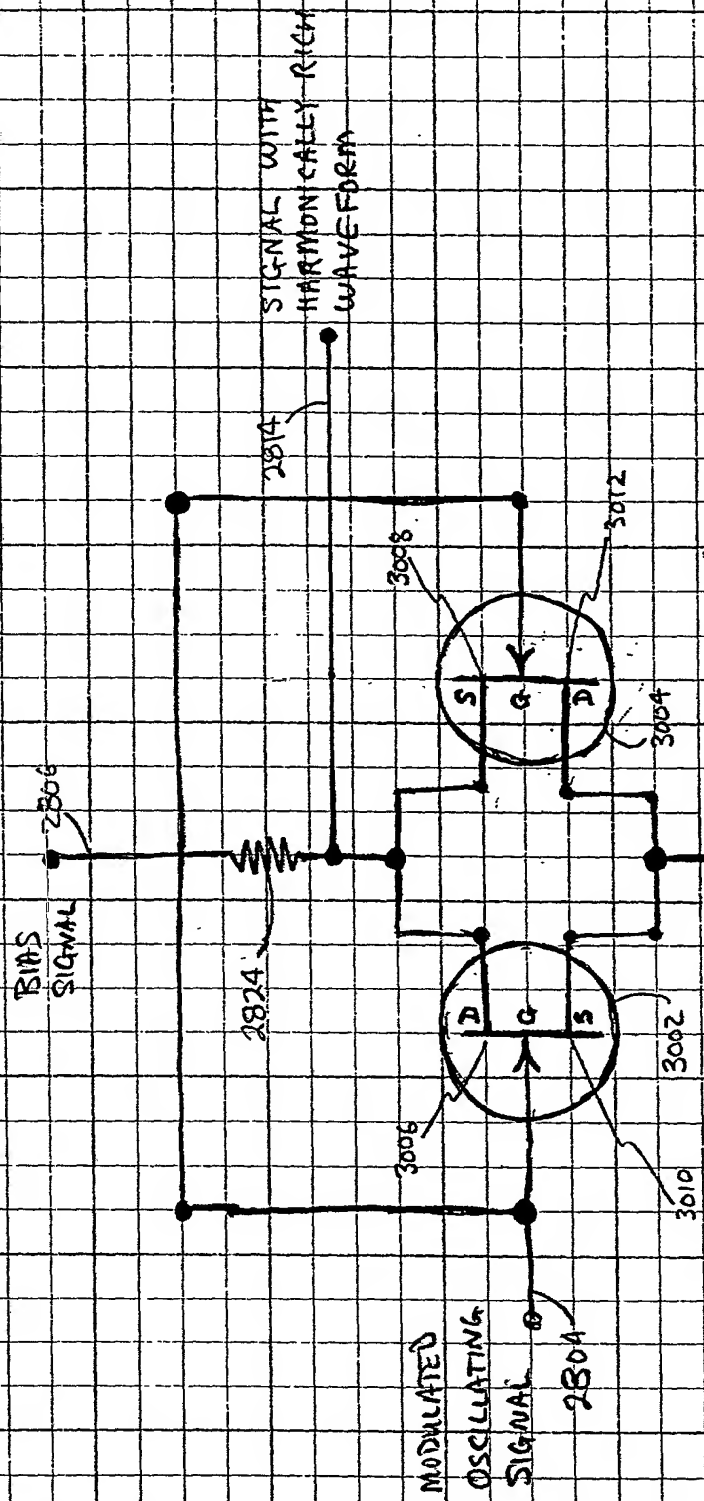 BIAS
SIGNAL
2806
2824
2814
SIGNAL WITH
HARMONICALLY RICH
WAVEFORM
3006
D
G
S
3002
3010
3008
S
G
D
3004
3012
MODULATED
OSCILLATING
SIGNAL
2804